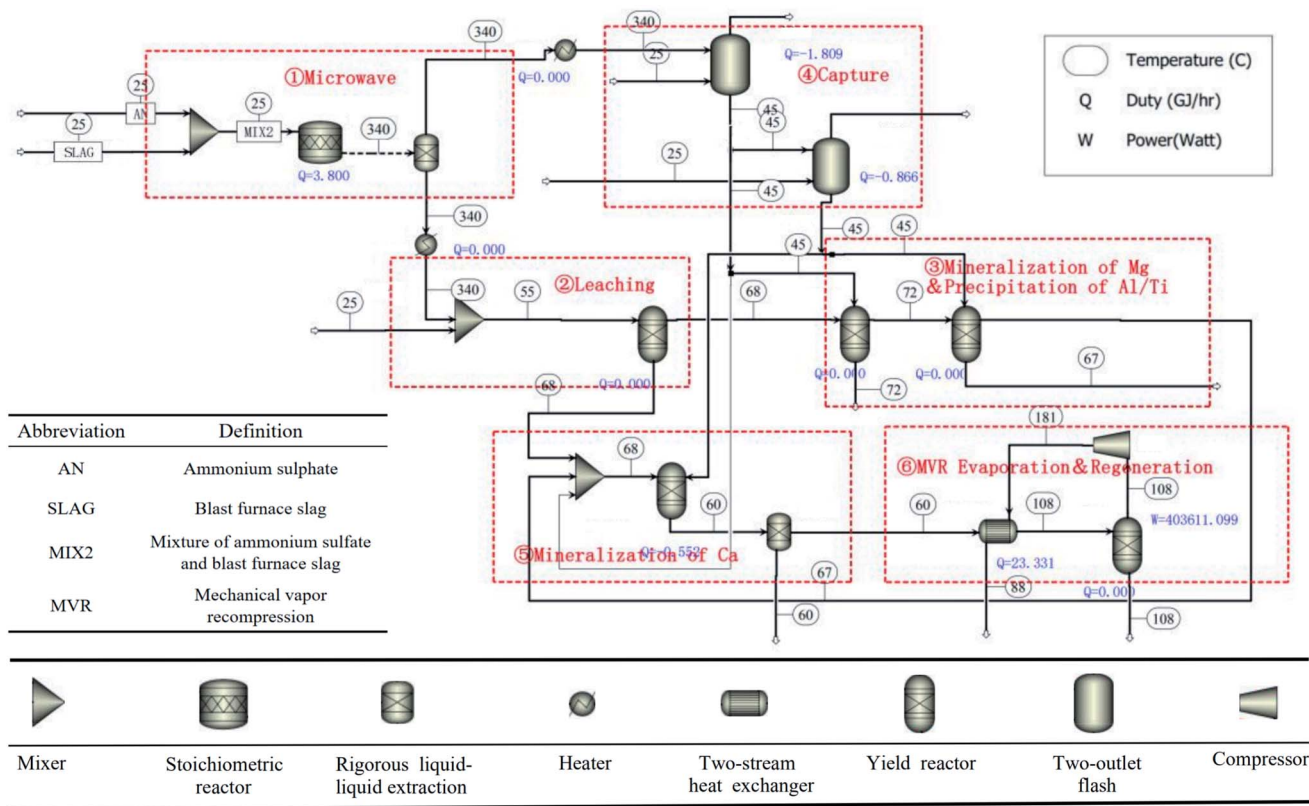 340
340
25
Q=-1.809
④Capture
Temperature (C)
Q Duty (GJ/hr)
W Power(Watt)
①Microwave
Q=0.000
25
AN
25
MIX2
25
SLAG
340
Q=3.800
45
45
25
45
Q=-0.866
340
Q=0.000
45
45
45
③Mineralization of Mg
&Precipitation of Al/Ti
②Leaching
340
55
25
68
72
Q=0.000
Q=0.000
Q=0.000
72
67
68
Abbreviation Definition
AN Ammonium sulphate
SLAG Blast furnace slag
MIX2 Mixture of ammonium sulfate
and blast furnace slag
MVR Mechanical vapor
recompression
68
60
⑤Mineralization of Ca
Q=-0.552
60
67
181
⑥MVR Evaporation&Regeneration
60
108
108
W=403611.099
Q=23.331
88
Q=0.000
108
Mixer
Stoichiometric
reactor
Rigorous liquid-
liquid extraction
Heater
Two-stream
heat exchanger
Yield reactor
Two-outlet
flash
Compressor